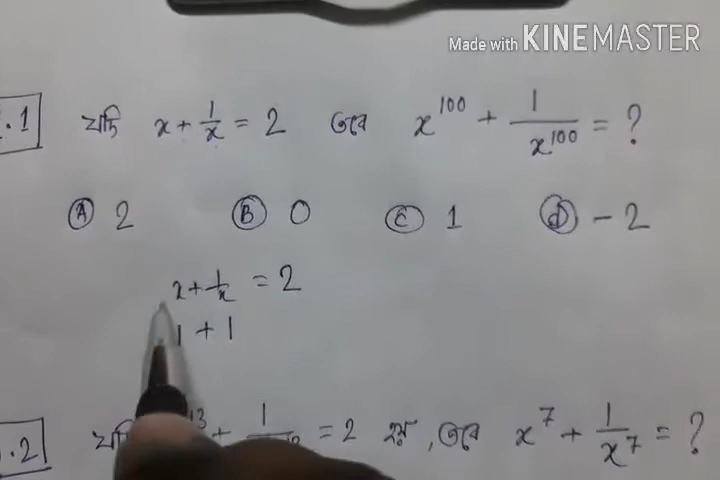 Made with KINEMASTER
.1 যদি x + 1/x = 2 তবে x^100 + 1/x^100 = ?
(A) 2 (B) 0 (C) 1 (d) - 2
x + 1/x = 2
1 + 1
.2 + 1 = 2 হয়, তবে x^7 + 1/x^7 = ?